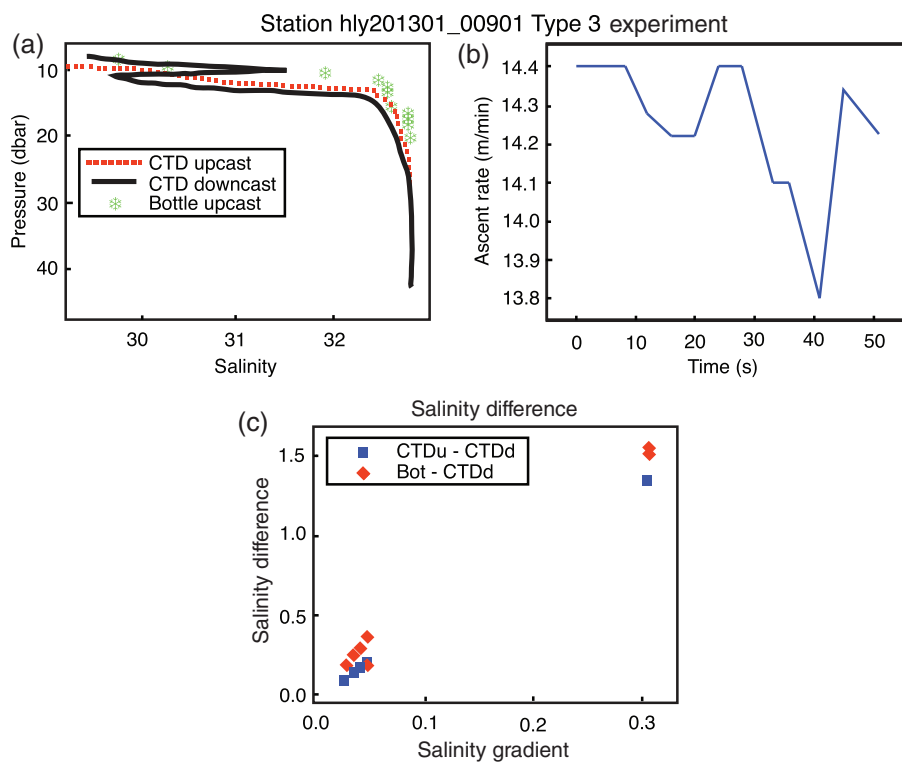 Station hly201301_00901 Type 3 experiment
(a)
10
20
30
40
Pressure (dbar)
CTD upcast
CTD downcast
Bottle upcast
30 31 32
Salinity
(b)
14.4
14.3
14.2
14.1
14.0
13.9
13.8
Ascent rate (m/min)
0 10 20 30 40 50
Time (s)
(c)
Salinity difference
CTDu - CTDd
Bot - CTDd
1.5
1.0
0.5
0.0
Salinity difference
0.0 0.1 0.2 0.3
Salinity gradient